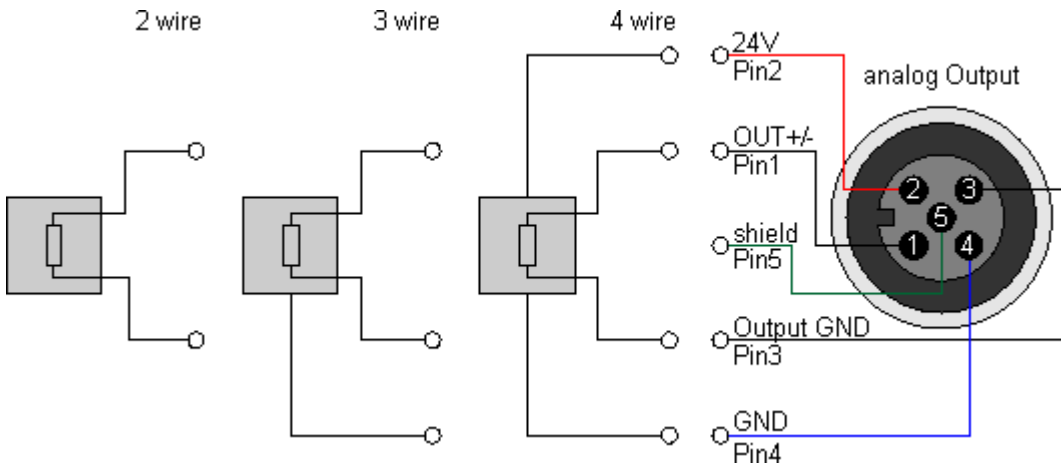 2 wire
3 wire
4 wire
24V
Pin2
analog Output
OUT+/-
Pin1
2
3
5
1
4
shield
Pin5
Output GND
Pin3
GND
Pin4